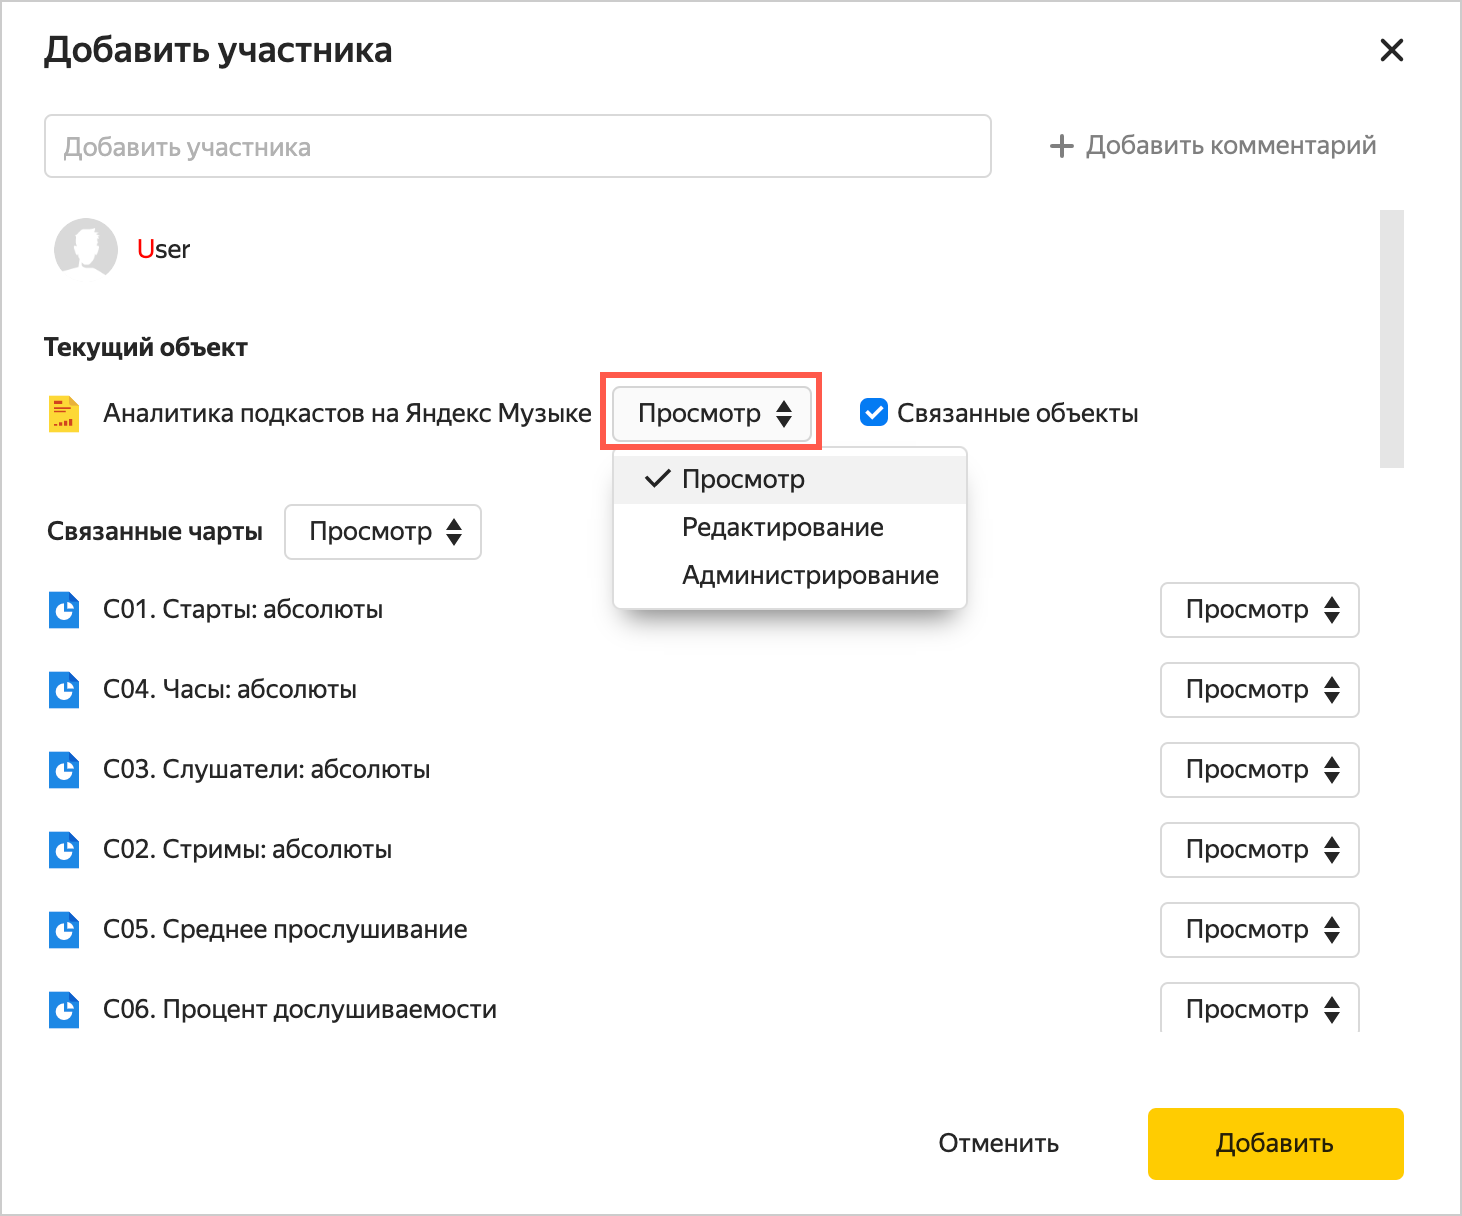 Добавить участника
Добавить участника
Добавить комментарий
User
Текущий объект
Аналитика подкастов на Яндекс Музыке Просмотр Связанные объекты
Просмотр
Редактирование
Администрирование
Связанные чарты Просмотр
C01. Старты: абсолюты Просмотр
C04. Часы: абсолюты Просмотр
C03. Слушатели: абсолюты Просмотр
C02. Стримы: абсолюты Просмотр
C05. Среднее прослушивание Просмотр
C06. Процент дослушиваемости Просмотр
Отменить Добавить